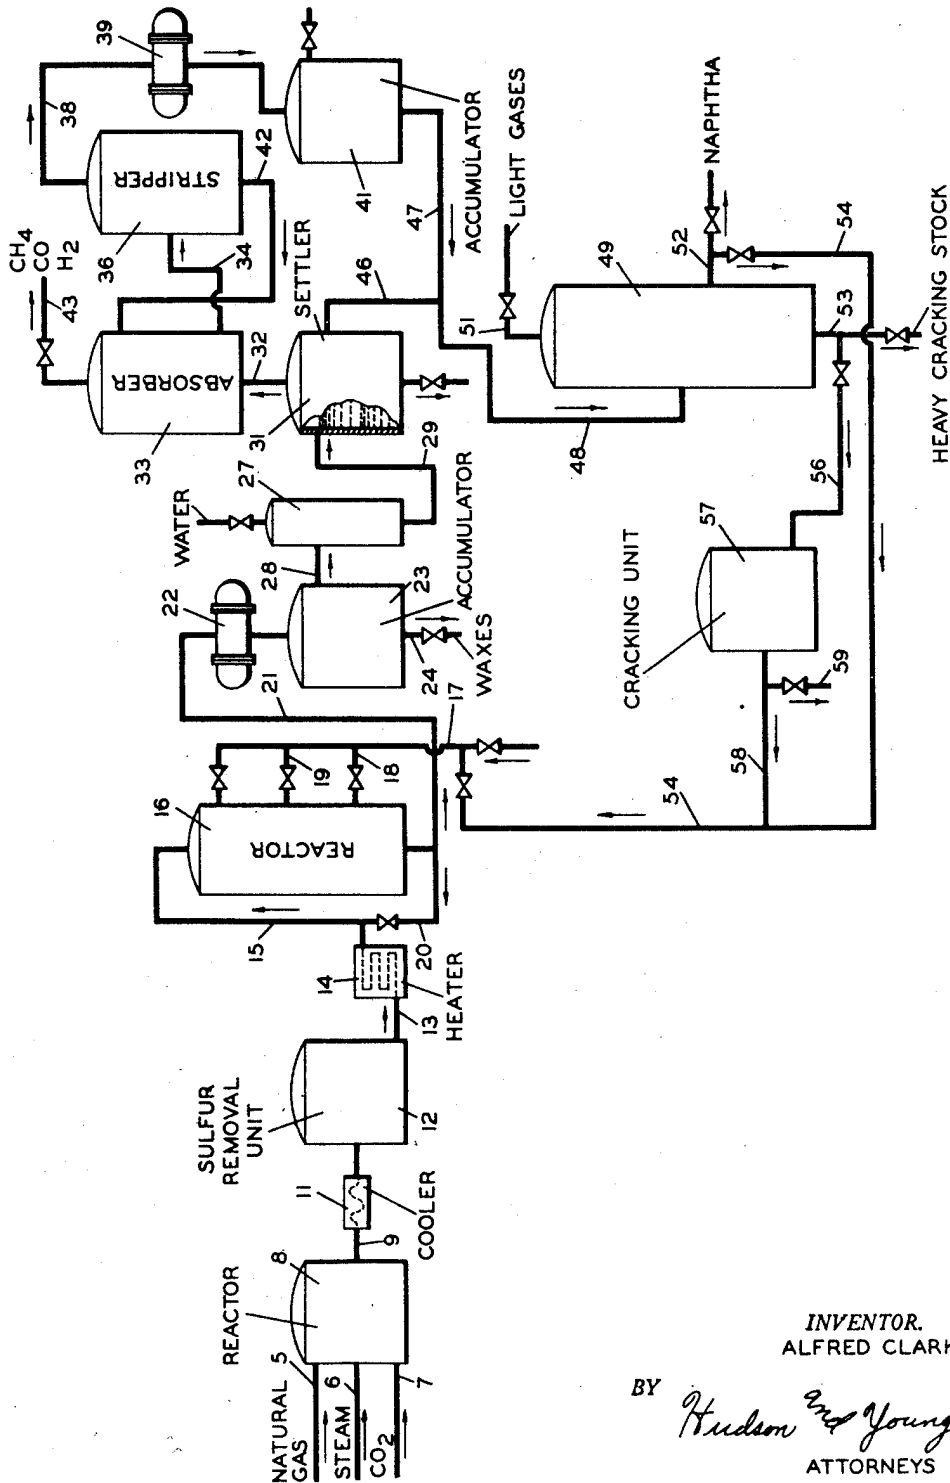 39
38
STRIPPER
36
42
34
CH4
CO
H2
43
ABSORBER
33
32
41
ACCUMULATOR
47
46
SETTLER
31
29
LIGHT GASES
51
49
52
NAPHTHA
54
53
HEAVY CRACKING STOCK
48
56
57
CRACKING UNIT
59
58
54
WATER
27
28
23
ACCUMULATOR
22
24
WAXES
21
17
19
18
16
REACTOR
15
20
14
HEATER
13
SULFUR
REMOVAL
UNIT
12
11
COOLER
9
8
REACTOR
5
NATURAL
GAS
6
STEAM
7
CO2
INVENTOR.
ALFRED CLARK
BY
Hudson and Young
ATTORNEYS